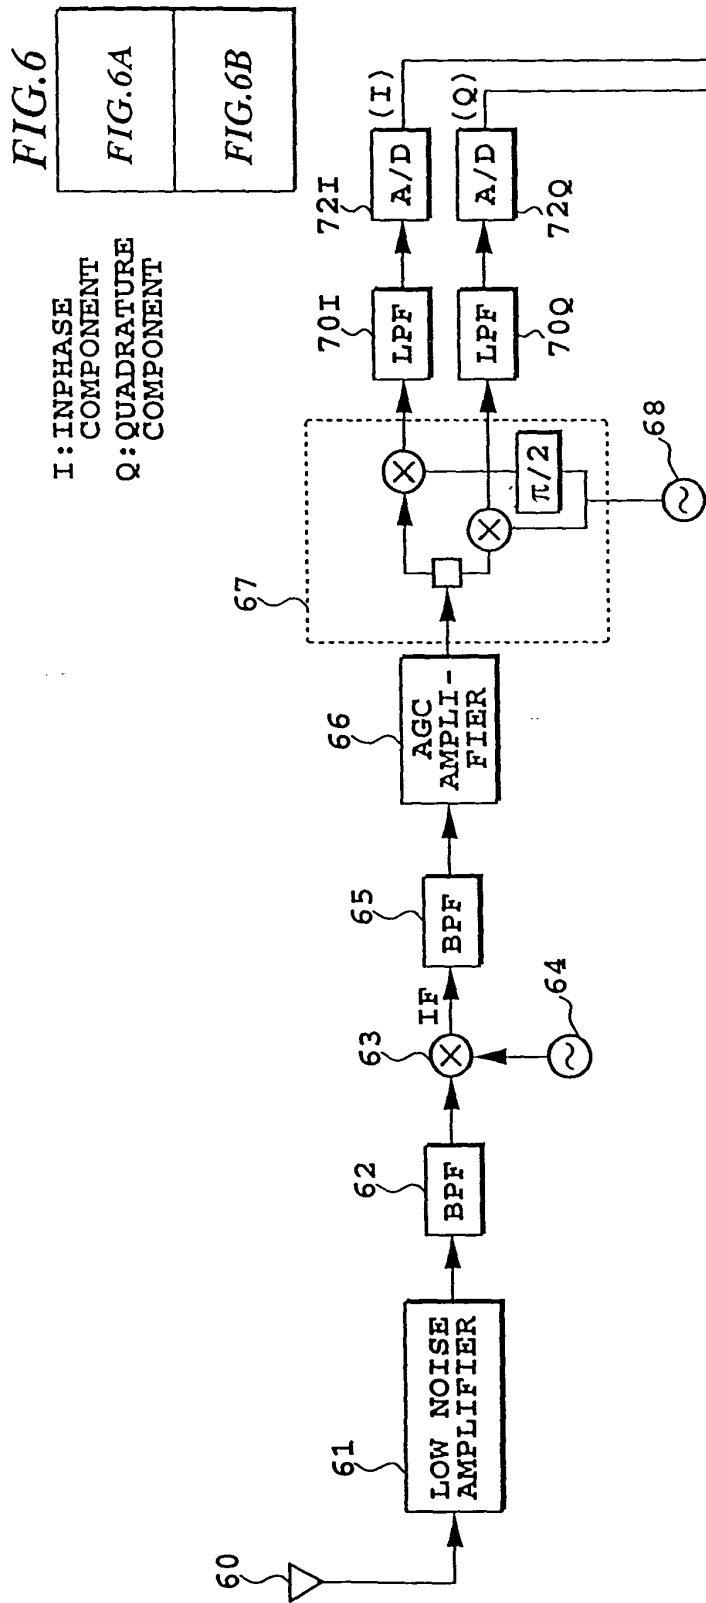 FIG.6
FIG.6A
FIG.6B
I:INPHASE
COMPONENT
Q:QUADRATURE
COMPONENT
60
61
LOW NOISE
AMPLIFIER
62
BPF
63
IF
64
65
BPF
66
AGC
AMPLI-
FIER
67
π/2
68
70I
LPF
70Q
LPF
72I
A/D
(I)
72Q
A/D
(Q)